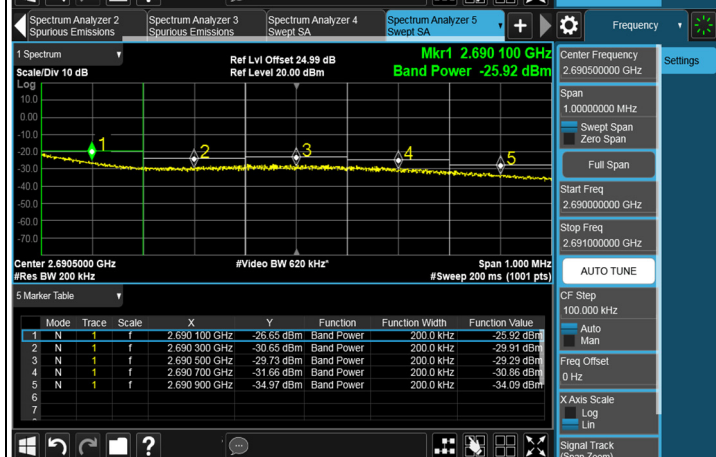 Spectrum Analyzer 2 Spectrum Analyzer 3 Spectrum Analyzer 4 Spectrum Analyzer 5 Frequency
Spurious Emissions Spurious Emissions Swept SA Swept SA
Settings
1 Spectrum
Scale/Div 10 dB
Ref Lvl Offset 24.99 dB
Ref Level 20.00 dBm
Mkr1 2.690 100 GHz
Band Power -25.92 dBm
Log
10.0
0.00
-10.0
-20.0
-30.0
-40.0
-50.0
-60.0
-70.0
1 2 3 4 5
Center 2.6905000 GHz #Video BW 620 kHz* Span 1.000 MHz
#Res BW 200 kHz #Sweep 200 ms (1001 pts)
5 Marker Table
Mode Trace Scale X Y Function Function Width Function Value
1 N 1 f 2.690 100 GHz -26.65 dBm Band Power 200.0 kHz -25.92 dBm
2 N 1 f 2.690 300 GHz -30.65 dBm Band Power 200.0 kHz -29.91 dBm
3 N 1 f 2.690 500 GHz -29.73 dBm Band Power 200.0 kHz -29.29 dBm
4 N 1 f 2.690 700 GHz -31.66 dBm Band Power 200.0 kHz -30.86 dBm
5 N 1 f 2.690 900 GHz -34.97 dBm Band Power 200.0 kHz -34.09 dBm
6
7
Center Frequency
2.690500000 GHz
Span
1.00000000 MHz
Swept Span
Zero Span
Full Span
Start Freq
2.690000000 GHz
Stop Freq
2.691000000 GHz
AUTO TUNE
CF Step
100.000 kHz
Auto
Man
Freq Offset
0 Hz
X Axis Scale
Log
Lin
Signal Track
(Span Zoom)
?